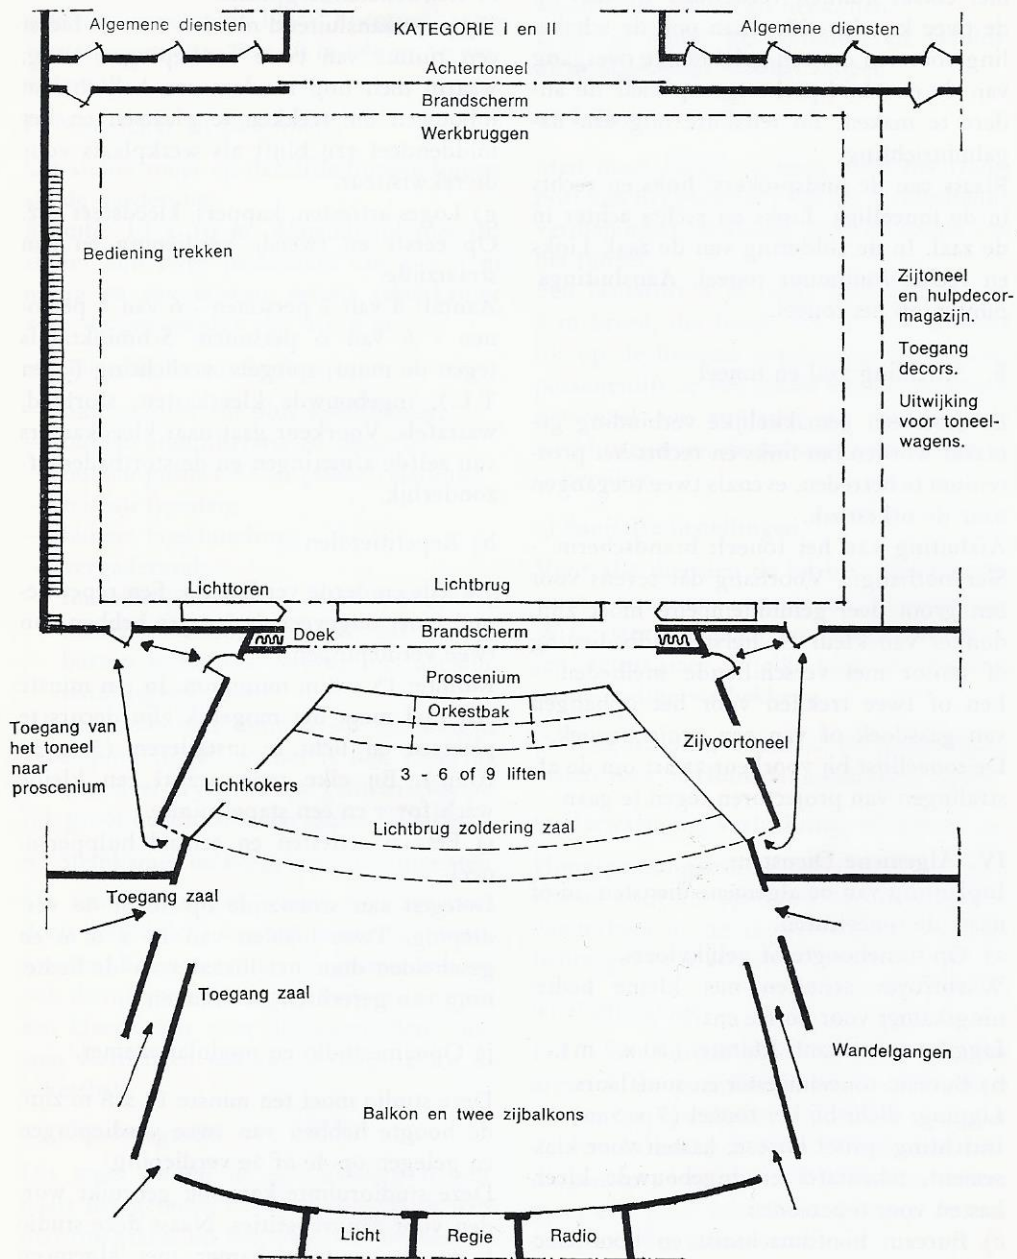 Algemene diensten
KATEGORIE I en II
Algemene diensten
Achtertoneel
Brandscherm
Werkbruggen
Bediening trekken
Zijtoneel
en hulpdecor-
magazijn.
Toegang
decors.
Uitwijking
voor toneel-
wagens.
Lichttoren
Lichtbrug
Doek
Brandscherm
Proscenium
Orkestbak
Toegang van
het toneel
naar
proscenium
Zijvoortoneel
3 - 6 of 9 liften
Lichtkokers
Lichtbrug zoldering zaal
Toegang zaal
Toegang zaal
Wandelgangen
Balkon en twee zijbalkons
Licht
Regie
Radio